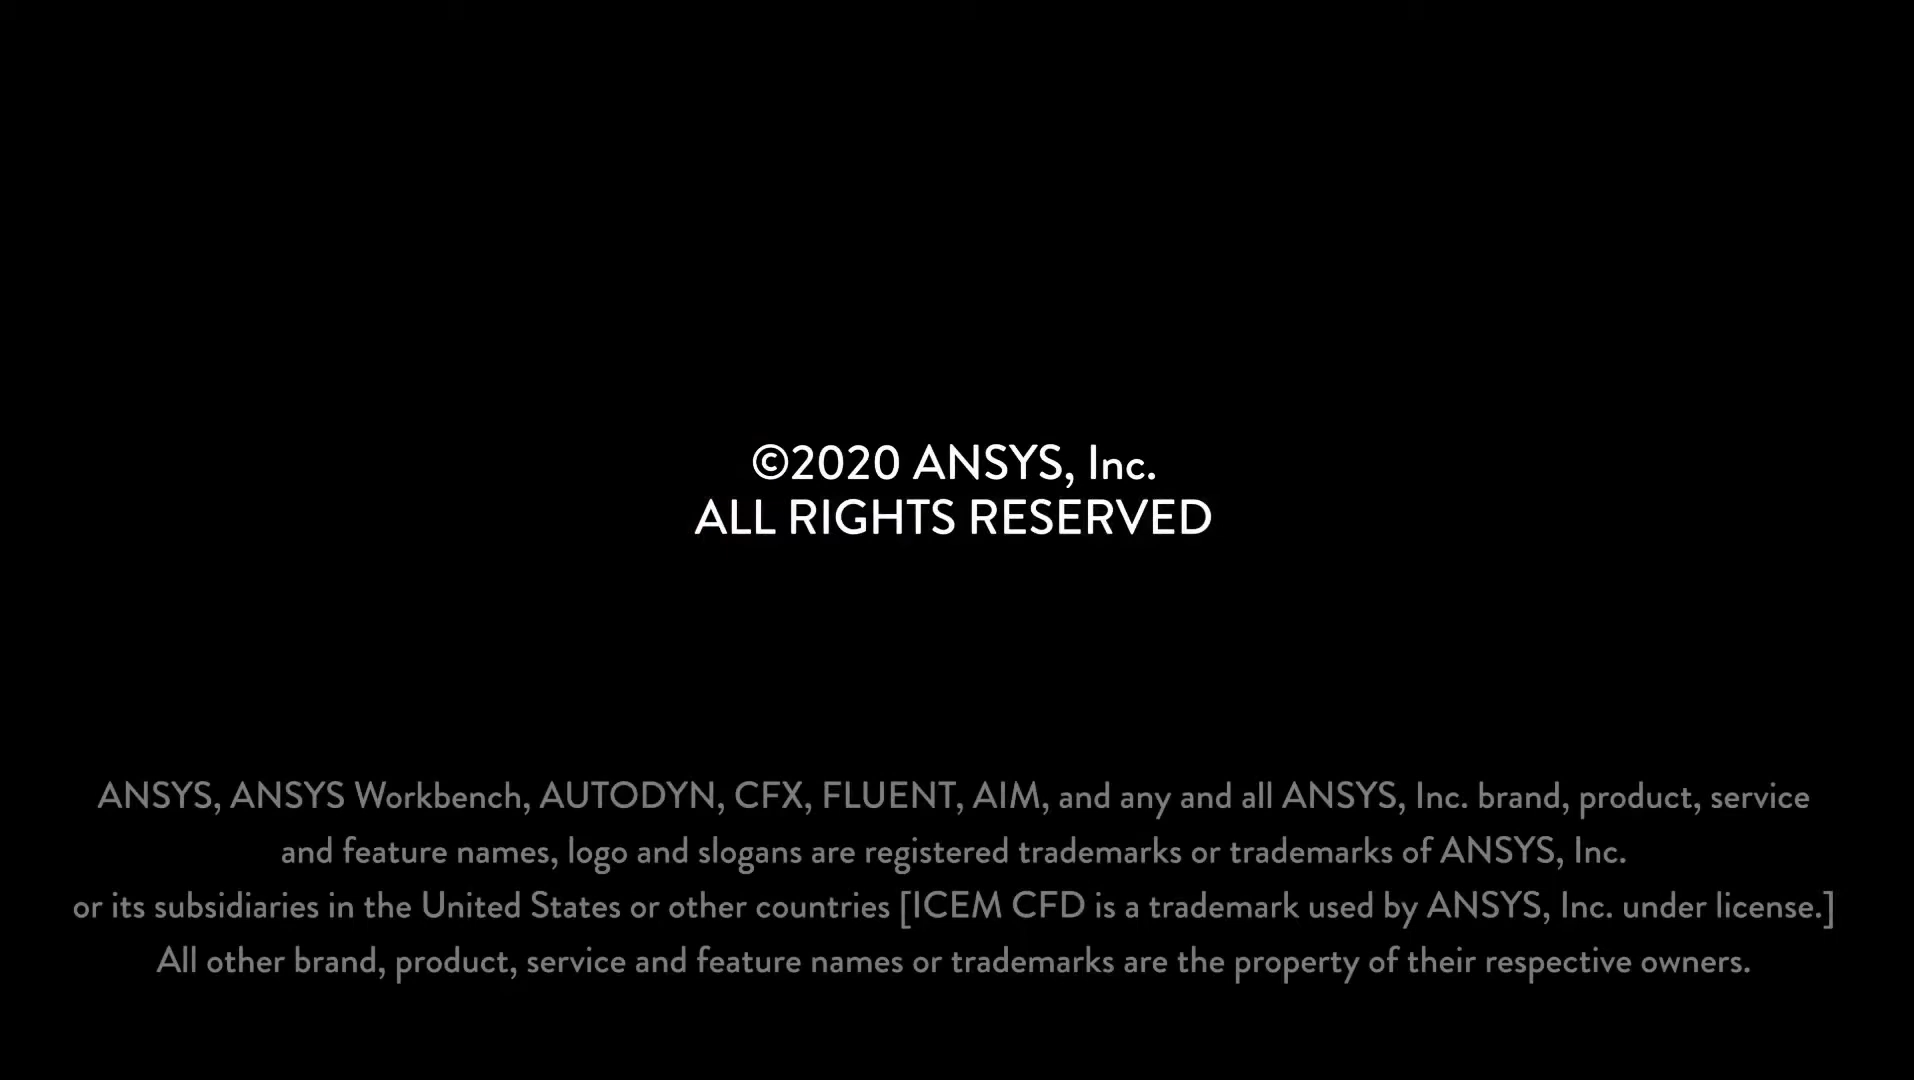 ©2020 ANSYS, Inc.
ALL RIGHTS RESERVED
ANSYS, ANSYS Workbench, AUTODYN, CFX, FLUENT, AIM, and any and all ANSYS, Inc. brand, product, service
and feature names, logo and slogans are registered trademarks or trademarks of ANSYS, Inc.
or its subsidiaries in the United States or other countries [ICEM CFD is a trademark used by ANSYS, Inc. under license.]
All other brand, product, service and feature names or trademarks are the property of their respective owners.